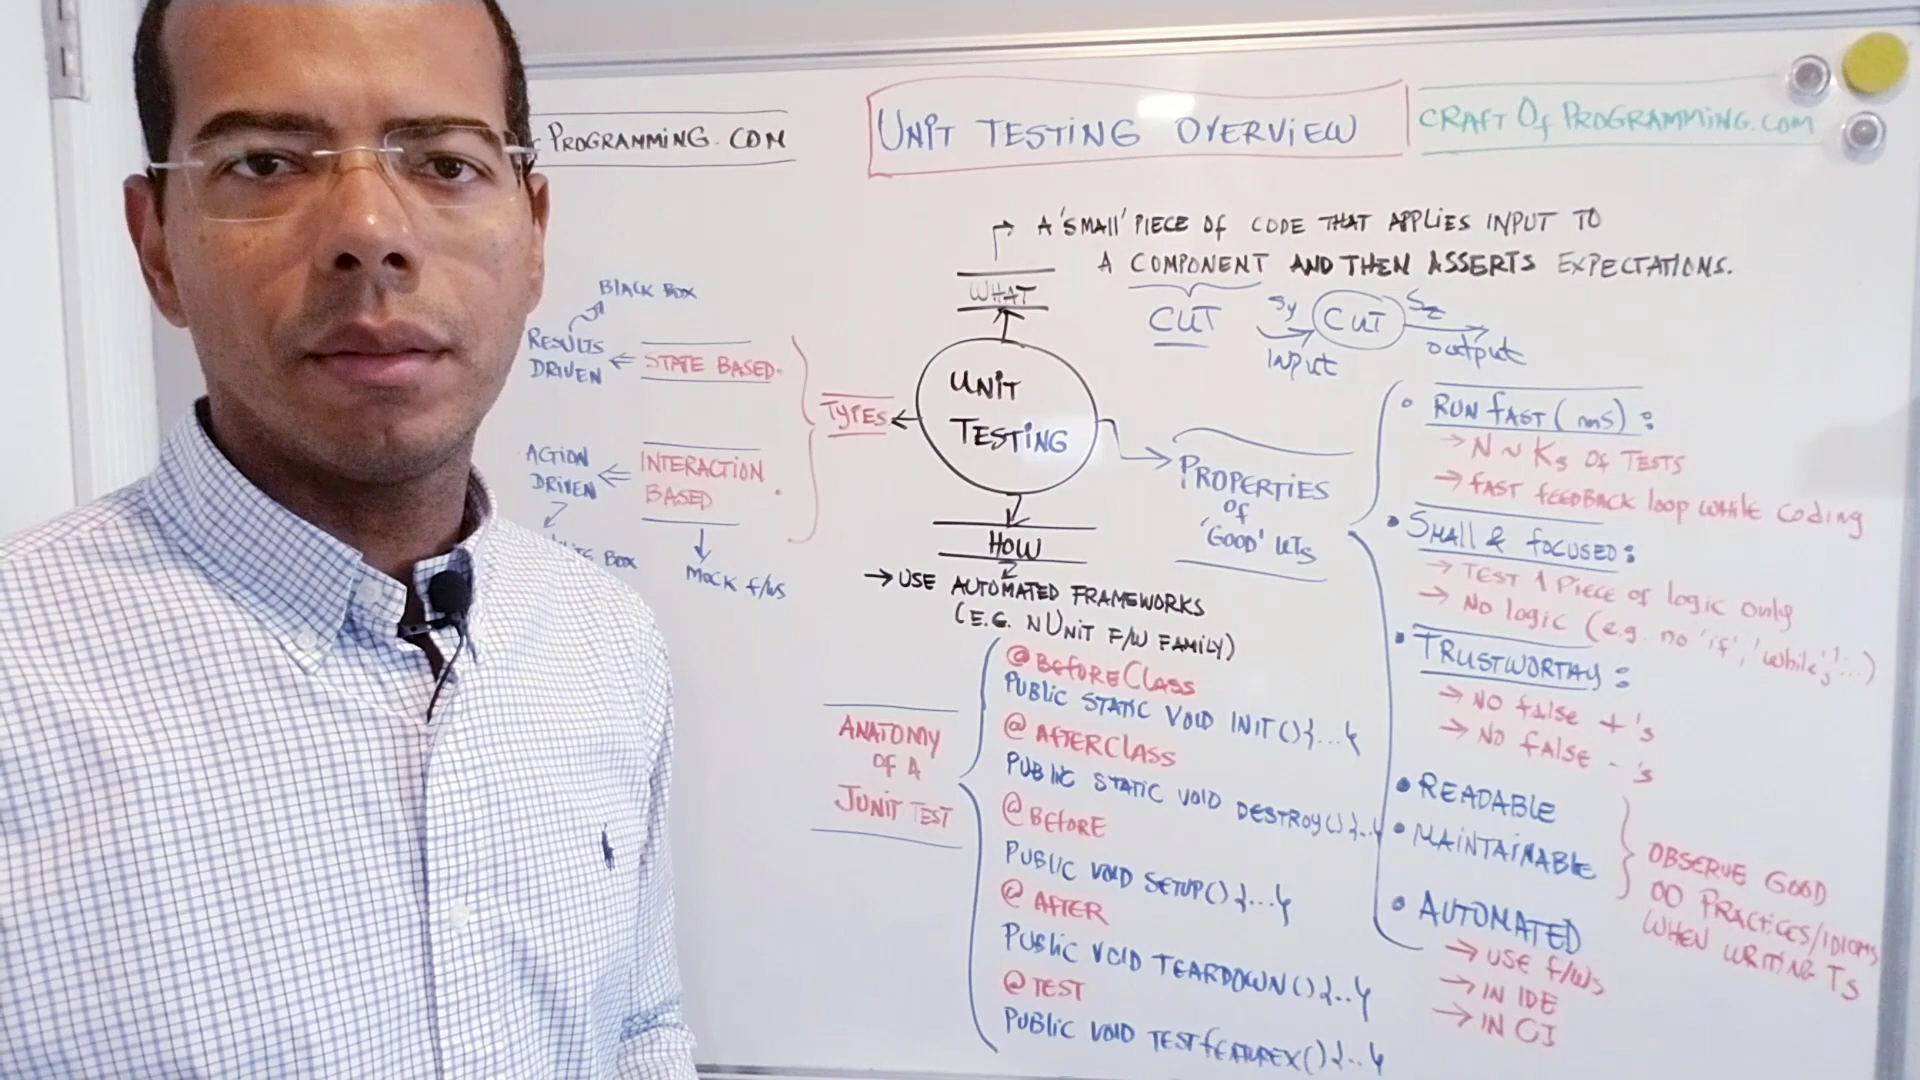 PROGRAMMING.COM
UNIT TESTING OVERVIEW
CRAFT OF PROGRAMMING.COM
→ A 'SMALL' PIECE OF CODE THAT APPLIES INPUT TO
A COMPONENT AND THEN ASSERTS EXPECTATIONS.
WHAT
CUT
Sy
CUT
Sz
INPUT
OUTPUT
UNIT
TESTING
TYPES
STATE BASED
RESULTS
DRIVEN
BLACK BOX
INTERACTION
BASED
ACTION
DRIVEN
BOX
MOCK F/WS
HOW
→ USE AUTOMATED FRAMEWORKS
(E.G. NUNIT F/W FAMILY)
ANATOMY
OF A
JUNIT TEST
@BEFORECLASS
PUBLIC STATIC VOID INIT(){...}
@AFTERCLASS
PUBLIC STATIC VOID DESTROY(){..}
@BEFORE
PUBLIC VOID SETUP(){...}
@AFTER
PUBLIC VOID TEARDOWN(){..}
@TEST
PUBLIC VOID TESTFEATUREX(){..}
PROPERTIES
OF
'GOOD' UTS
• RUN FAST (mS):
→ N ~ Ks OF TESTS
→ FAST FEEDBACK LOOP WHILE CODING
• SMALL & FOCUSED:
→ TEST 1 PIECE OF LOGIC ONLY
→ NO LOGIC (e.g. no 'if', 'while', ...)
• TRUSTWORTHY:
→ NO FALSE +'s
→ NO FALSE -'s
• READABLE
• MAINTAINABLE
OBSERVE GOOD
OO PRACTICES/IDIOMS
WHEN WRITING TS
• AUTOMATED
→ USE F/WS
→ IN IDE
→ IN CI